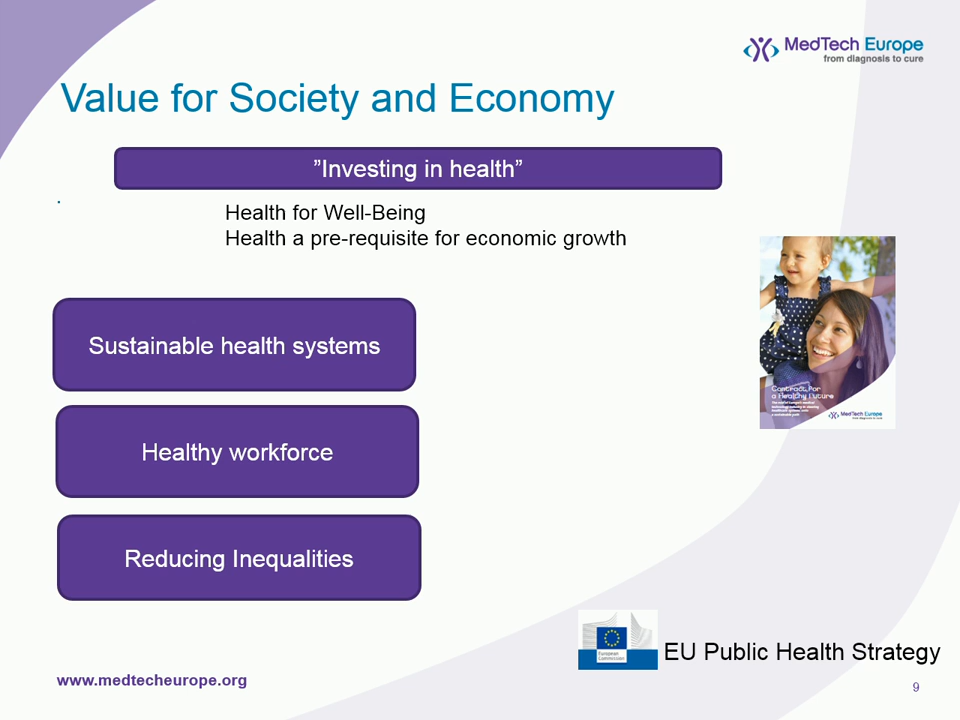 MedTech Europe
from diagnosis to cure
Value for Society and Economy
”Investing in health”
Health for Well-Being
Health a pre-requisite for economic growth
Sustainable health systems
Healthy workforce
Reducing Inequalities
Contract for
a Healthy Future
MedTech Europe
European
Commission
EU Public Health Strategy
www.medtecheurope.org
9